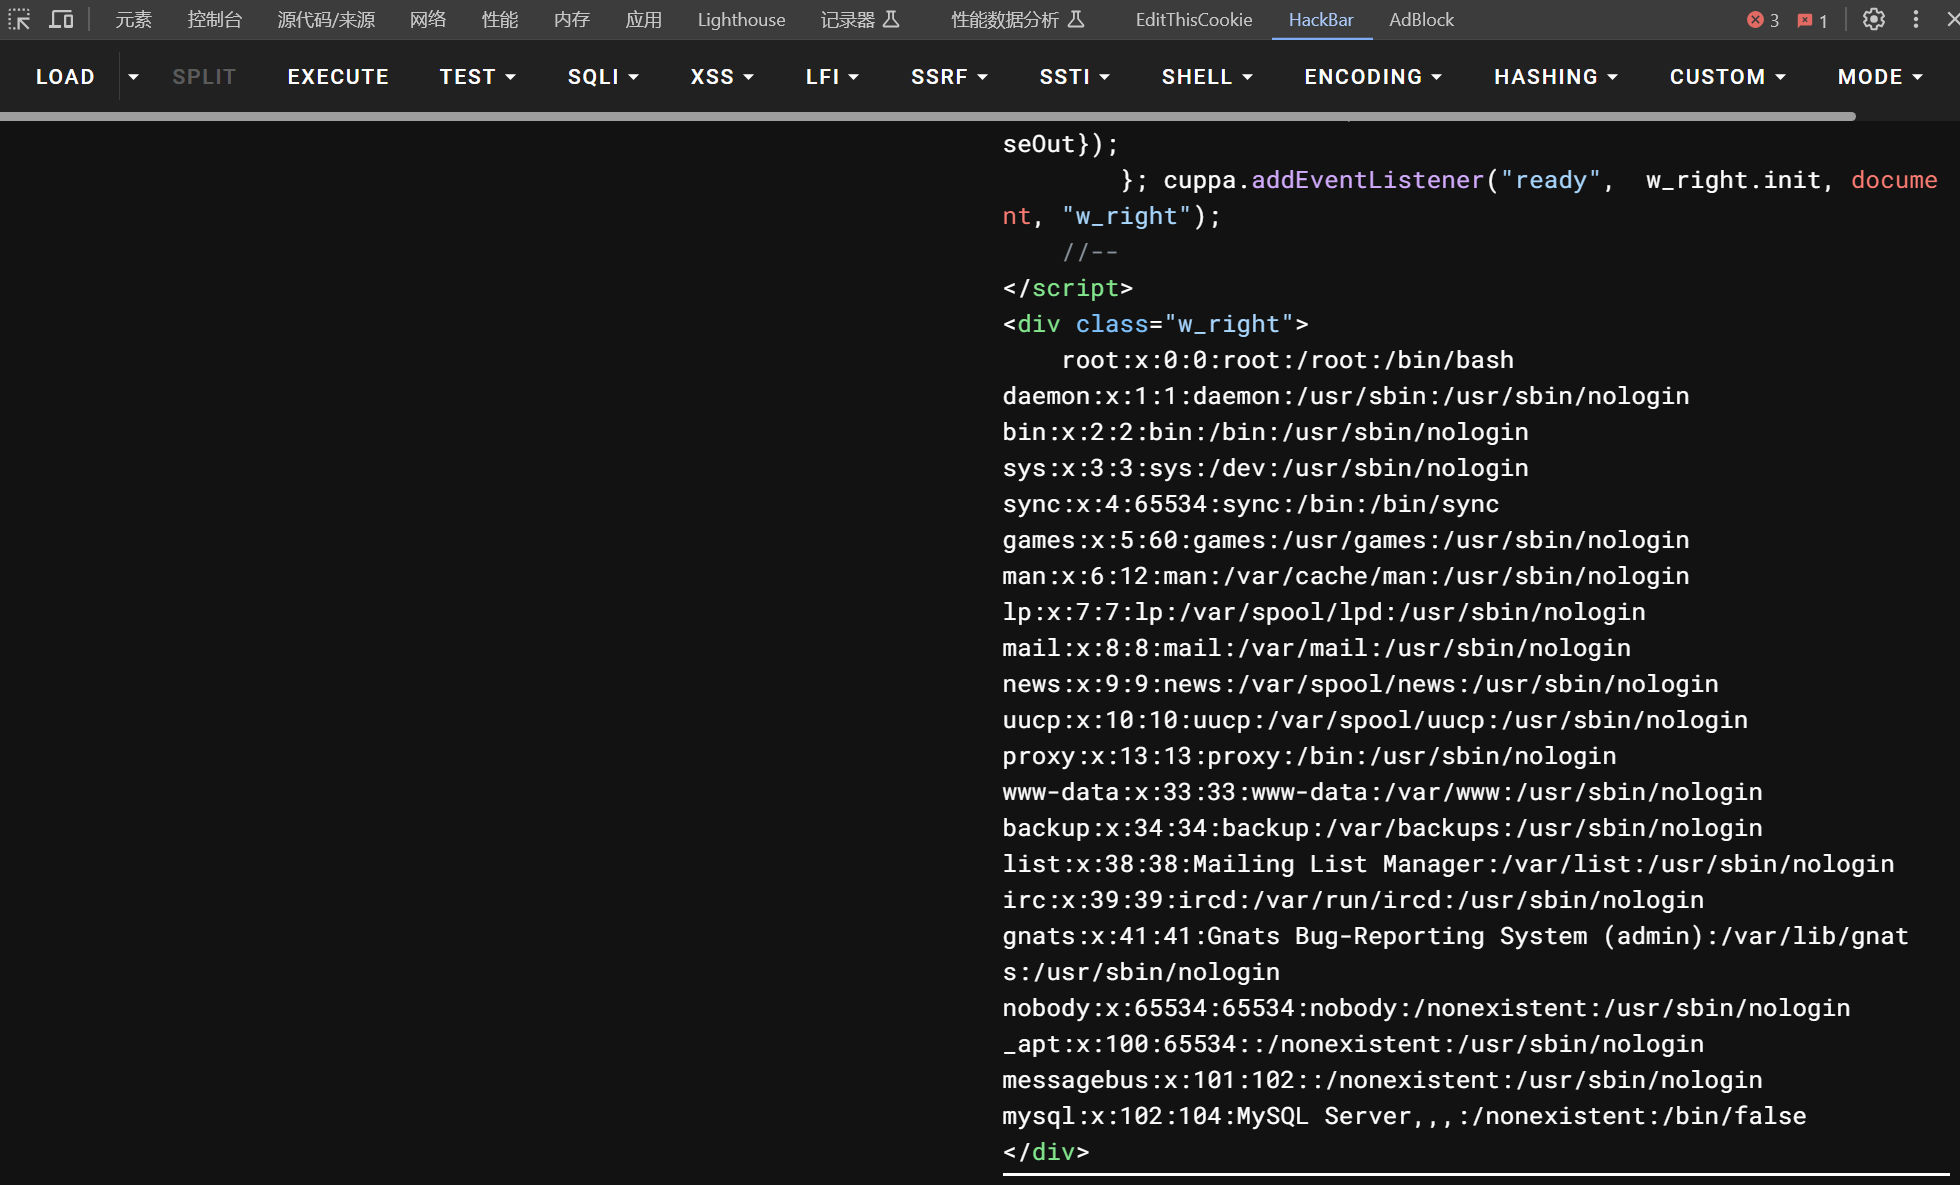 元素 控制台 源代码/来源 网络 性能 内存 应用 Lighthouse 记录器 性能数据分析 EditThisCookie HackBar AdBlock 3 1
LOAD SPLIT EXECUTE TEST SQLI XSS LFI SSRF SSTI SHELL ENCODING HASHING CUSTOM MODE
seOut});
}; cuppa.addEventListener("ready",  w_right.init, docume
nt, "w_right");
//--
</script>
<div class="w_right">
root:x:0:0:root:/root:/bin/bash
daemon:x:1:1:daemon:/usr/sbin:/usr/sbin/nologin
bin:x:2:2:bin:/bin:/usr/sbin/nologin
sys:x:3:3:sys:/dev:/usr/sbin/nologin
sync:x:4:65534:sync:/bin:/bin/sync
games:x:5:60:games:/usr/games:/usr/sbin/nologin
man:x:6:12:man:/var/cache/man:/usr/sbin/nologin
lp:x:7:7:lp:/var/spool/lpd:/usr/sbin/nologin
mail:x:8:8:mail:/var/mail:/usr/sbin/nologin
news:x:9:9:news:/var/spool/news:/usr/sbin/nologin
uucp:x:10:10:uucp:/var/spool/uucp:/usr/sbin/nologin
proxy:x:13:13:proxy:/bin:/usr/sbin/nologin
www-data:x:33:33:www-data:/var/www:/usr/sbin/nologin
backup:x:34:34:backup:/var/backups:/usr/sbin/nologin
list:x:38:38:Mailing List Manager:/var/list:/usr/sbin/nologin
irc:x:39:39:ircd:/var/run/ircd:/usr/sbin/nologin
gnats:x:41:41:Gnats Bug-Reporting System (admin):/var/lib/gnat
s:/usr/sbin/nologin
nobody:x:65534:65534:nobody:/nonexistent:/usr/sbin/nologin
_apt:x:100:65534::/nonexistent:/usr/sbin/nologin
messagebus:x:101:102::/nonexistent:/usr/sbin/nologin
mysql:x:102:104:MySQL Server,,,:/nonexistent:/bin/false
</div>